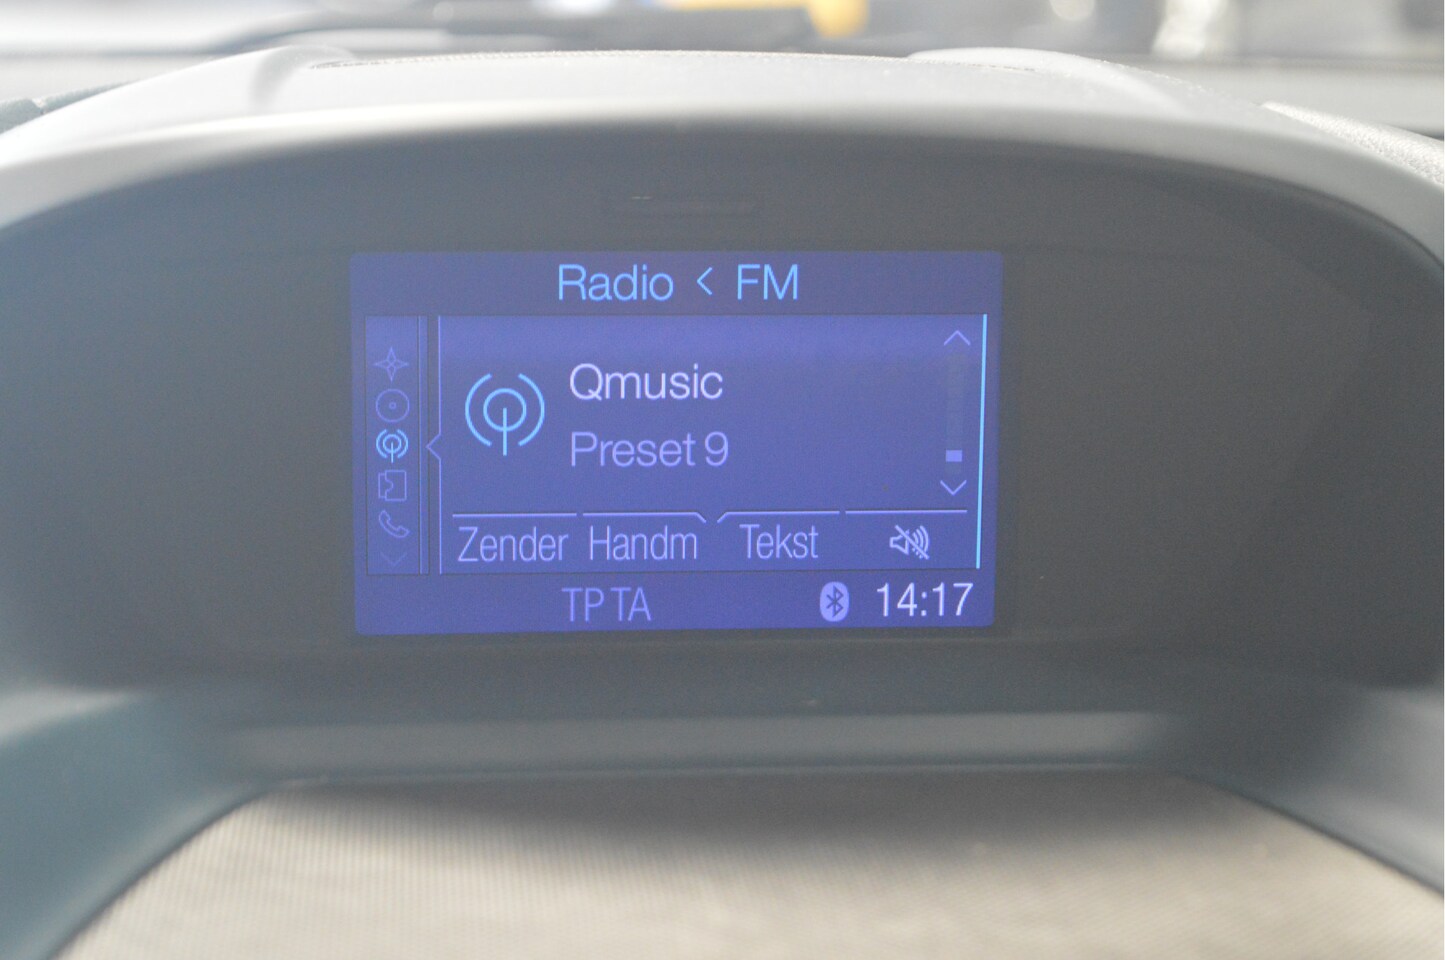 Radio < FM
Qmusic
Preset 9
Zender Handm Tekst
TP TA 14:17